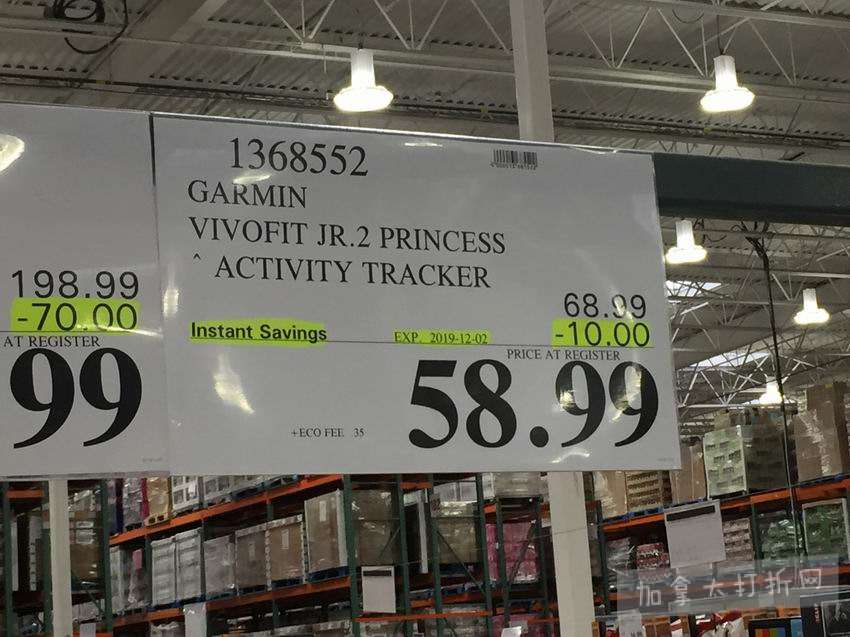 198.99
-70.00
AT REGISTER
99
1368552
GARMIN
VIVOFIT JR.2 PRINCESS
^ ACTIVITY TRACKER
68.99
Instant Savings EXP. 2019-12-02 -10.00
PRICE AT REGISTER
58.99
+ECO FEE 35
加拿大打折网